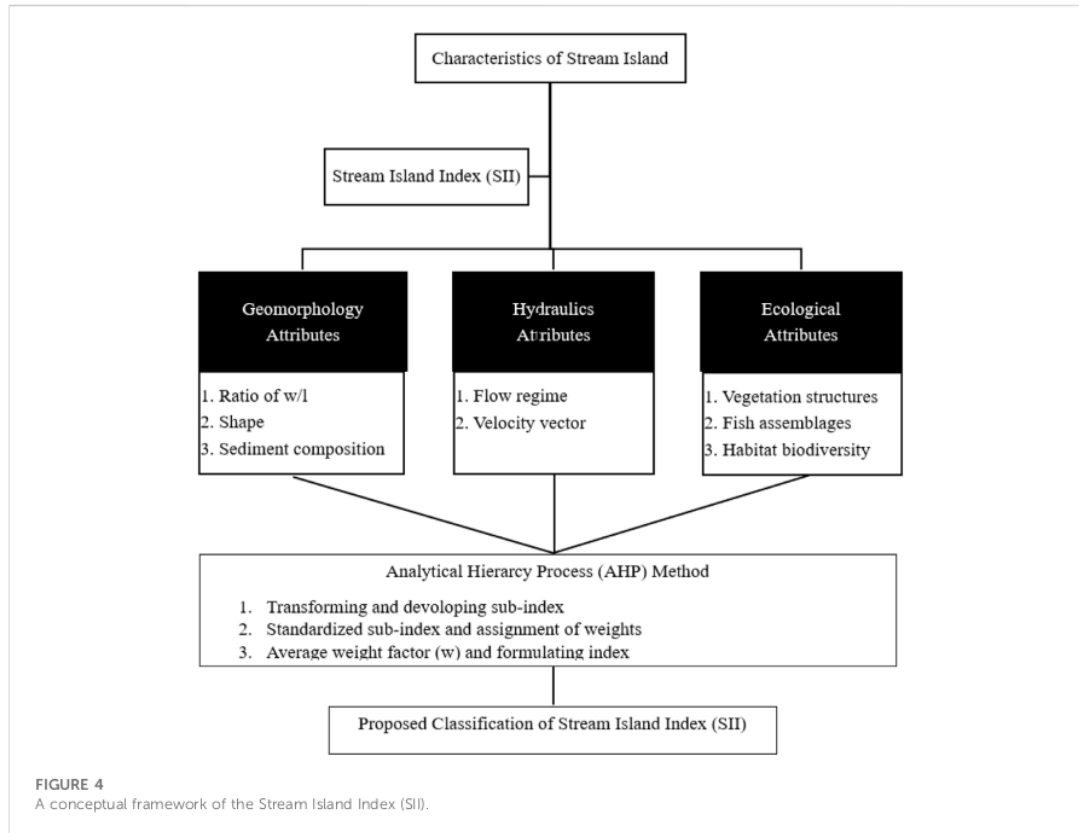 Characteristics of Stream Island
Stream Island Index (SII)
Geomorphology
Attributes
1. Ratio of w/l
2. Shape
3. Sediment composition
Hydraulics
Attributes
1. Flow regime
2. Velocity vector
Ecological
Attributes
1. Vegetation structures
2. Fish assemblages
3. Habitat biodiversity
Analytical Hierarcy Process (AHP) Method
1. Transforming and devoloping sub-index
2. Standardized sub-index and assignment of weights
3. Average weight factor (w) and formulating index
Proposed Classification of Stream Island Index (SII)
FIGURE 4
A conceptual framework of the Stream Island Index (SII).